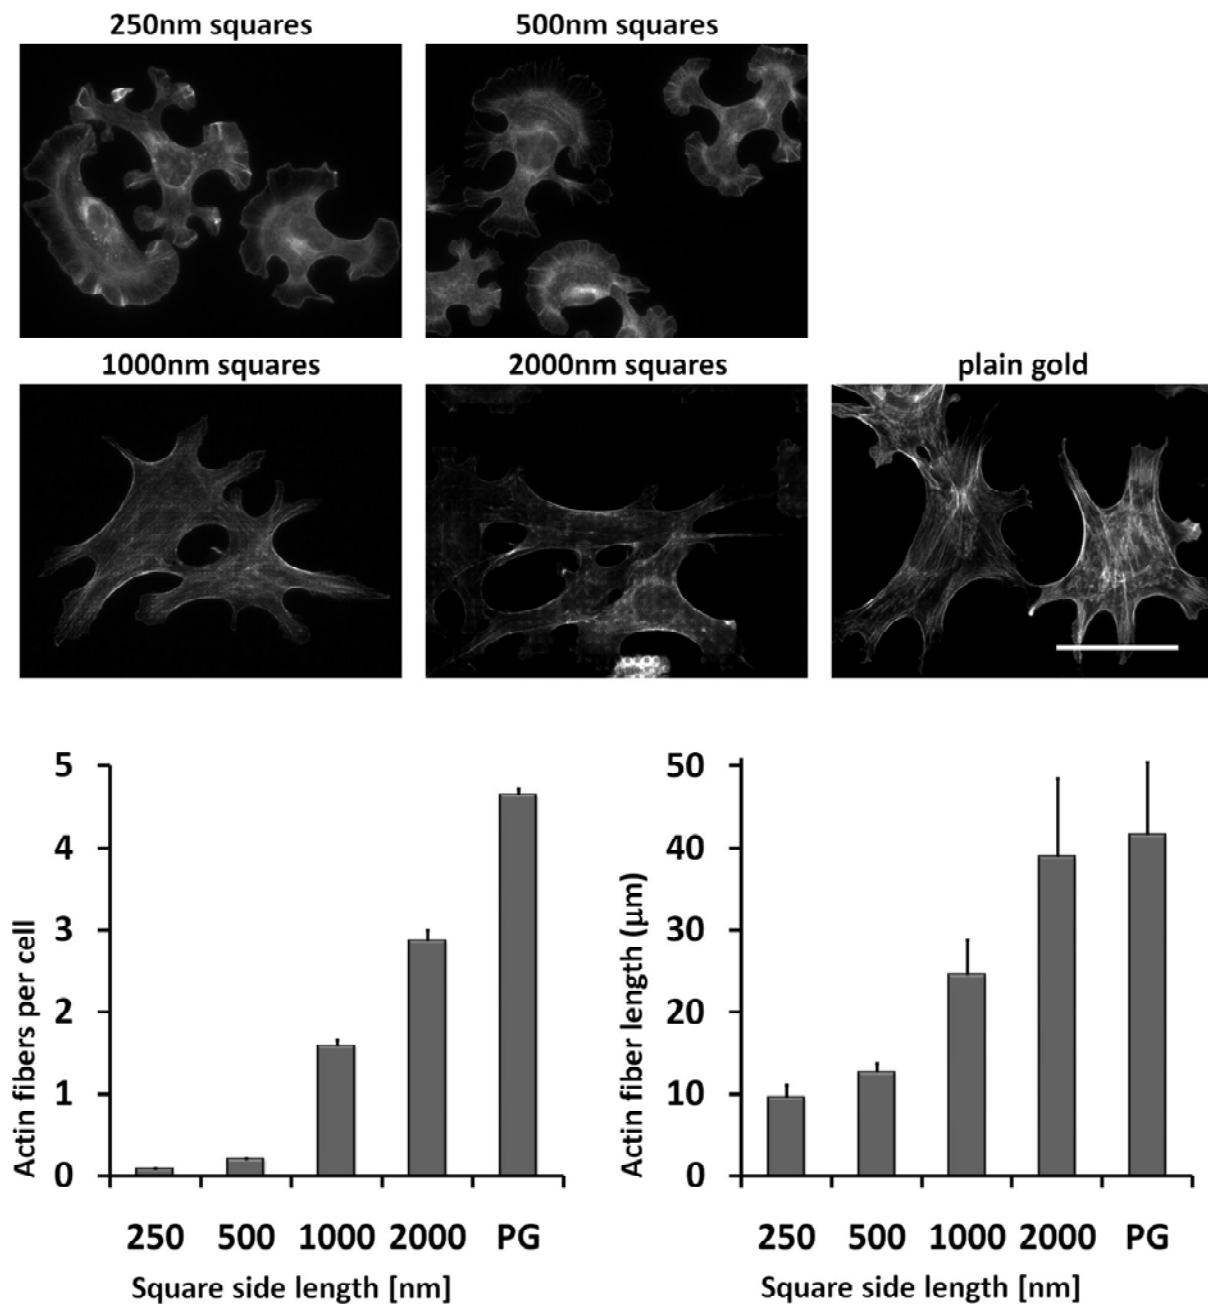 250nm squares
500nm squares
1000nm squares
2000nm squares
plain gold
Actin fibers per cell
5
4
3
2
1
0
250 500 1000 2000 PG
Square side length [nm]
Actin fiber length (μm)
50
40
30
20
10
0
250 500 1000 2000 PG
Square side length [nm]